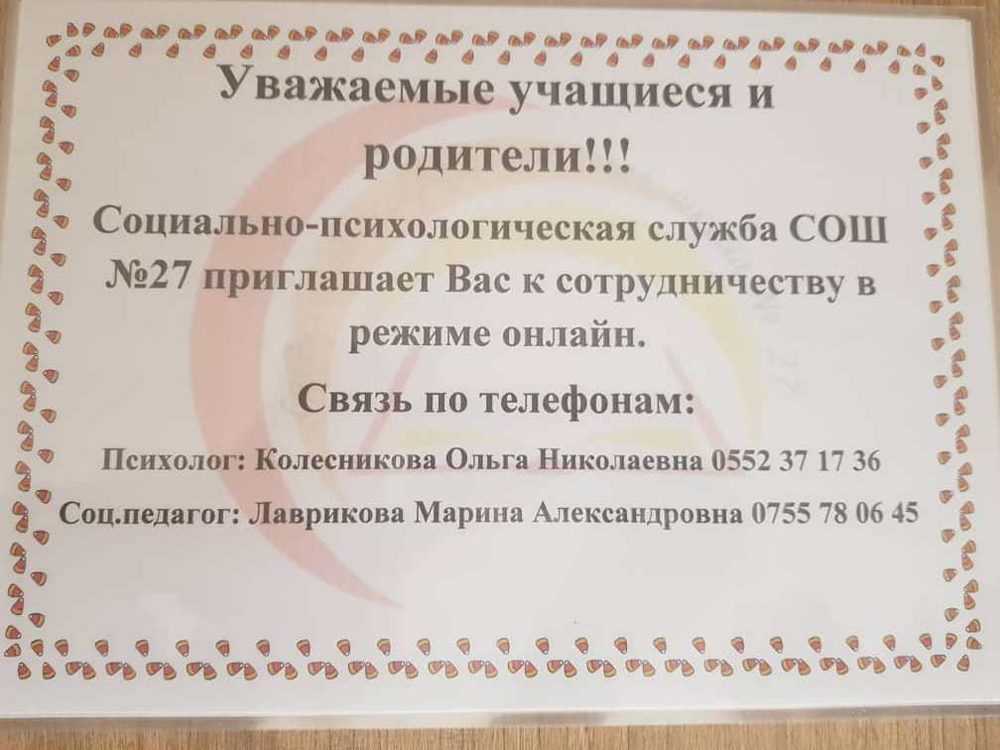 Уважаемые учащиеся и
родители!!!
Социально-психологическая служба СОШ
№27 приглашает Вас к сотрудничеству в
режиме онлайн.
Связь по телефонам:
Психолог: Колесникова Ольга Николаевна 0552 37 17 36
Соц.педагог: Лаврикова Марина Александровна 0755 78 06 45